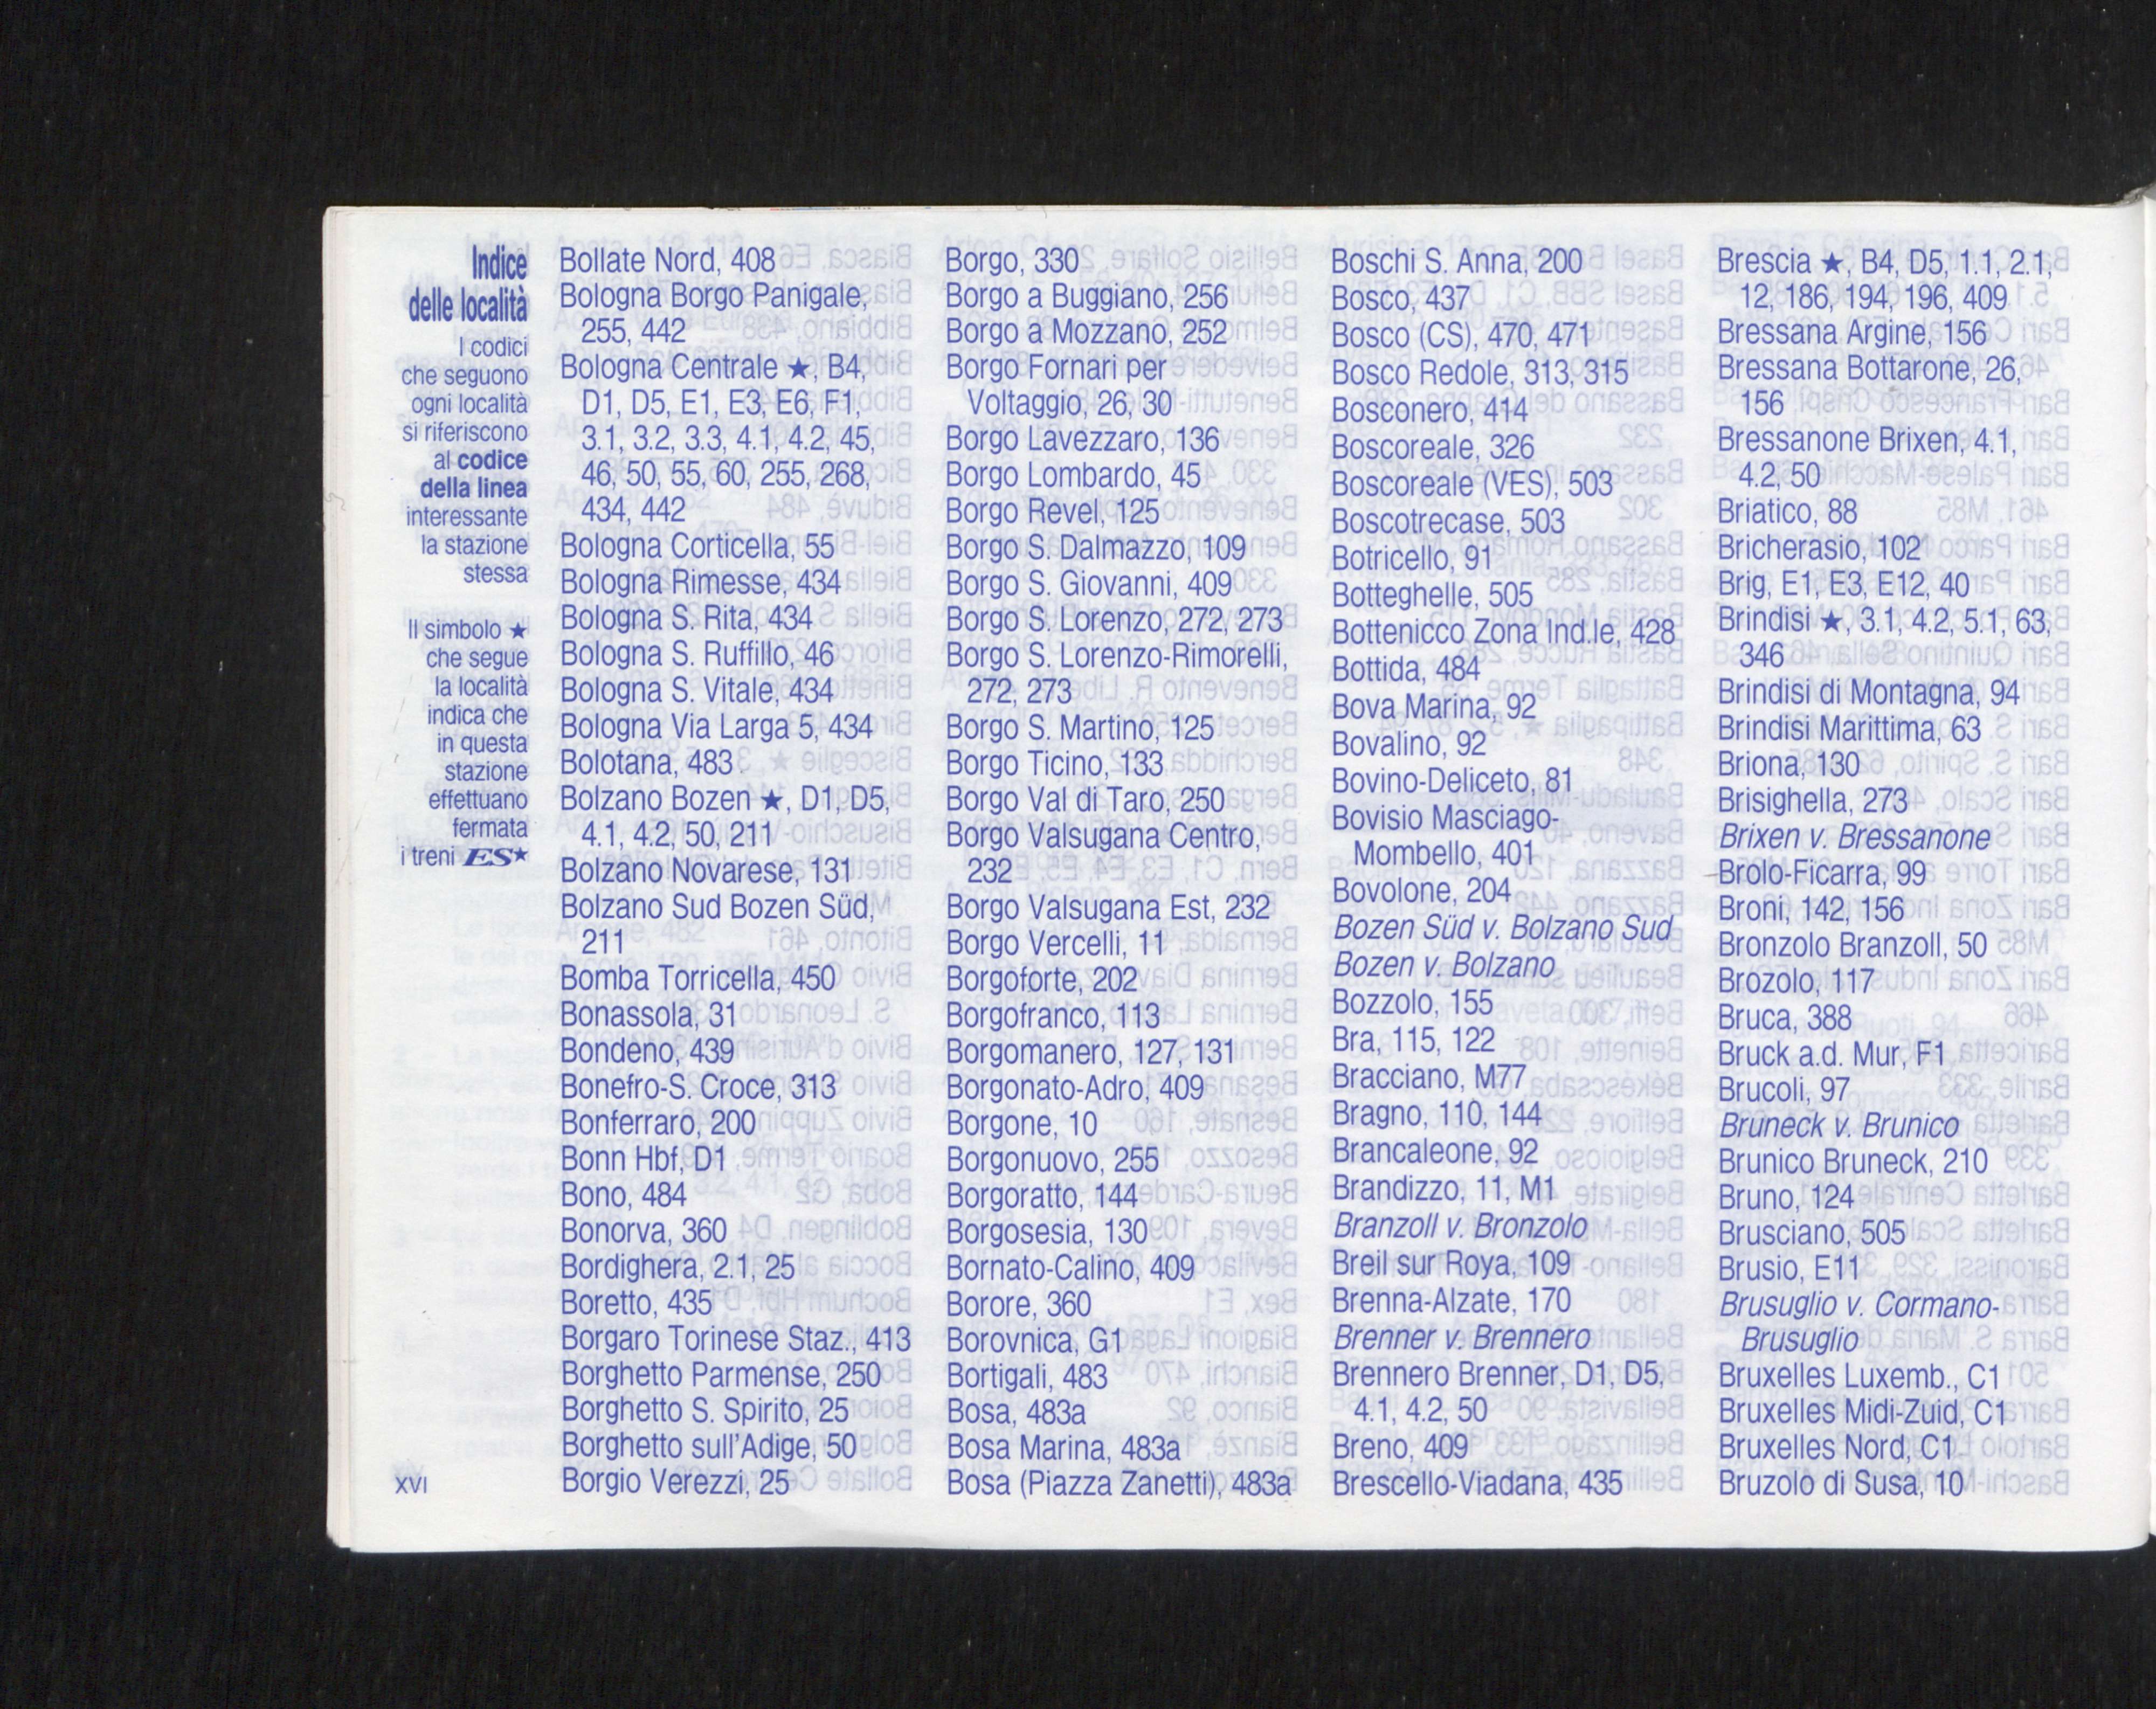 Indice
delle località
I codici
che seguono
ogni località
si riferiscono
al codice
della linea
interessante
la stazione
stessa
Il simbolo ★
che segue
la località
indica che
in questa
stazione
effettuano
fermata
i treni ES★
XVI
Bollate Nord, 408
Bologna Borgo Panigale,
255, 442
Bologna Centrale ★, B4,
D1, D5, E1, E3, E6, F1,
3.1, 3.2, 3.3, 4.1, 4.2, 45,
46, 50, 55, 60, 255, 268,
434, 442
Bologna Corticella, 55
Bologna Rimesse, 434
Bologna S. Rita, 434
Bologna S. Ruffillo, 46
Bologna S. Vitale, 434
Bologna Via Larga 5, 434
Bolotana, 483
Bolzano Bozen ★, D1, D5,
4.1, 4.2, 50, 211
Bolzano Novarese, 131
Bolzano Sud Bozen Süd,
211
Bomba Torricella, 450
Bonassola, 31
Bondeno, 439
Bonefro-S. Croce, 313
Bonferraro, 200
Bonn Hbf, D1
Bono, 484
Bonorva, 360
Bordighera, 2.1, 25
Boretto, 435
Borgaro Torinese Staz., 413
Borghetto Parmense, 250
Borghetto S. Spirito, 25
Borghetto sull'Adige, 50
Borgio Verezzi, 25
Borgo, 330
Borgo a Buggiano, 256
Borgo a Mozzano, 252
Borgo Fornari per
Voltaggio, 26, 30
Borgo Lavezzaro, 136
Borgo Lombardo, 45
Borgo Revel, 125
Borgo S. Dalmazzo, 109
Borgo S. Giovanni, 409
Borgo S. Lorenzo, 272, 273
Borgo S. Lorenzo-Rimorelli,
272, 273
Borgo S. Martino, 125
Borgo Ticino, 133
Borgo Val di Taro, 250
Borgo Valsugana Centro,
232
Borgo Valsugana Est, 232
Borgo Vercelli, 11
Borgoforte, 202
Borgofranco, 113
Borgomanero, 127, 131
Borgonato-Adro, 409
Borgone, 10
Borgonuovo, 255
Borgoratto, 144
Borgosesia, 130
Bornato-Calino, 409
Borore, 360
Borovnica, G1
Bortigali, 483
Bosa, 483a
Bosa Marina, 483a
Bosa (Piazza Zanetti), 483a
Boschi S. Anna, 200
Bosco, 437
Bosco (CS), 470, 471
Bosco Redole, 313, 315
Bosconero, 414
Boscoreale, 326
Boscoreale (VES), 503
Boscotrecase, 503
Botricello, 91
Botteghelle, 505
Bottenicco Zona Ind.le, 428
Bottida, 484
Bova Marina, 92
Bovalino, 92
Bovino-Deliceto, 81
Bovisio Masciago-
Mombello, 401
Bovolone, 204
Bozen Süd v. Bolzano Sud
Bozen v. Bolzano
Bozzolo, 155
Bra, 115, 122
Bracciano, M77
Bragno, 110, 144
Brancaleone, 92
Brandizzo, 11, M1
Branzoll v. Bronzolo
Breil sur Roya, 109
Brenna-Alzate, 170
Brenner v. Brennero
Brennero Brenner, D1, D5,
4.1, 4.2, 50
Breno, 409
Brescello-Viadana, 435
Brescia ★, B4, D5, 1.1, 2.1,
12, 186, 194, 196, 409
Bressana Argine, 156
Bressana Bottarone, 26,
156
Bressanone Brixen, 4.1,
4.2, 50
Briatico, 88
Bricherasio, 102
Brig, E1, E3, E12, 40
Brindisi ★, 3.1, 4.2, 5.1, 63,
346
Brindisi di Montagna, 94
Brindisi Marittima, 63
Briona, 130
Brisighella, 273
Brixen v. Bressanone
Brolo-Ficarra, 99
Broni, 142, 156
Bronzolo Branzoll, 50
Brozolo, 117
Bruca, 388
Bruck a.d. Mur, F1
Brucoli, 97
Bruneck v. Brunico
Brunico Bruneck, 210
Bruno, 124
Brusciano, 505
Brusio, E11
Brusuglio v. Cormano-
Brusuglio
Bruxelles Luxemb., C1
Bruxelles Midi-Zuid, C1
Bruxelles Nord, C1
Bruzolo di Susa, 10